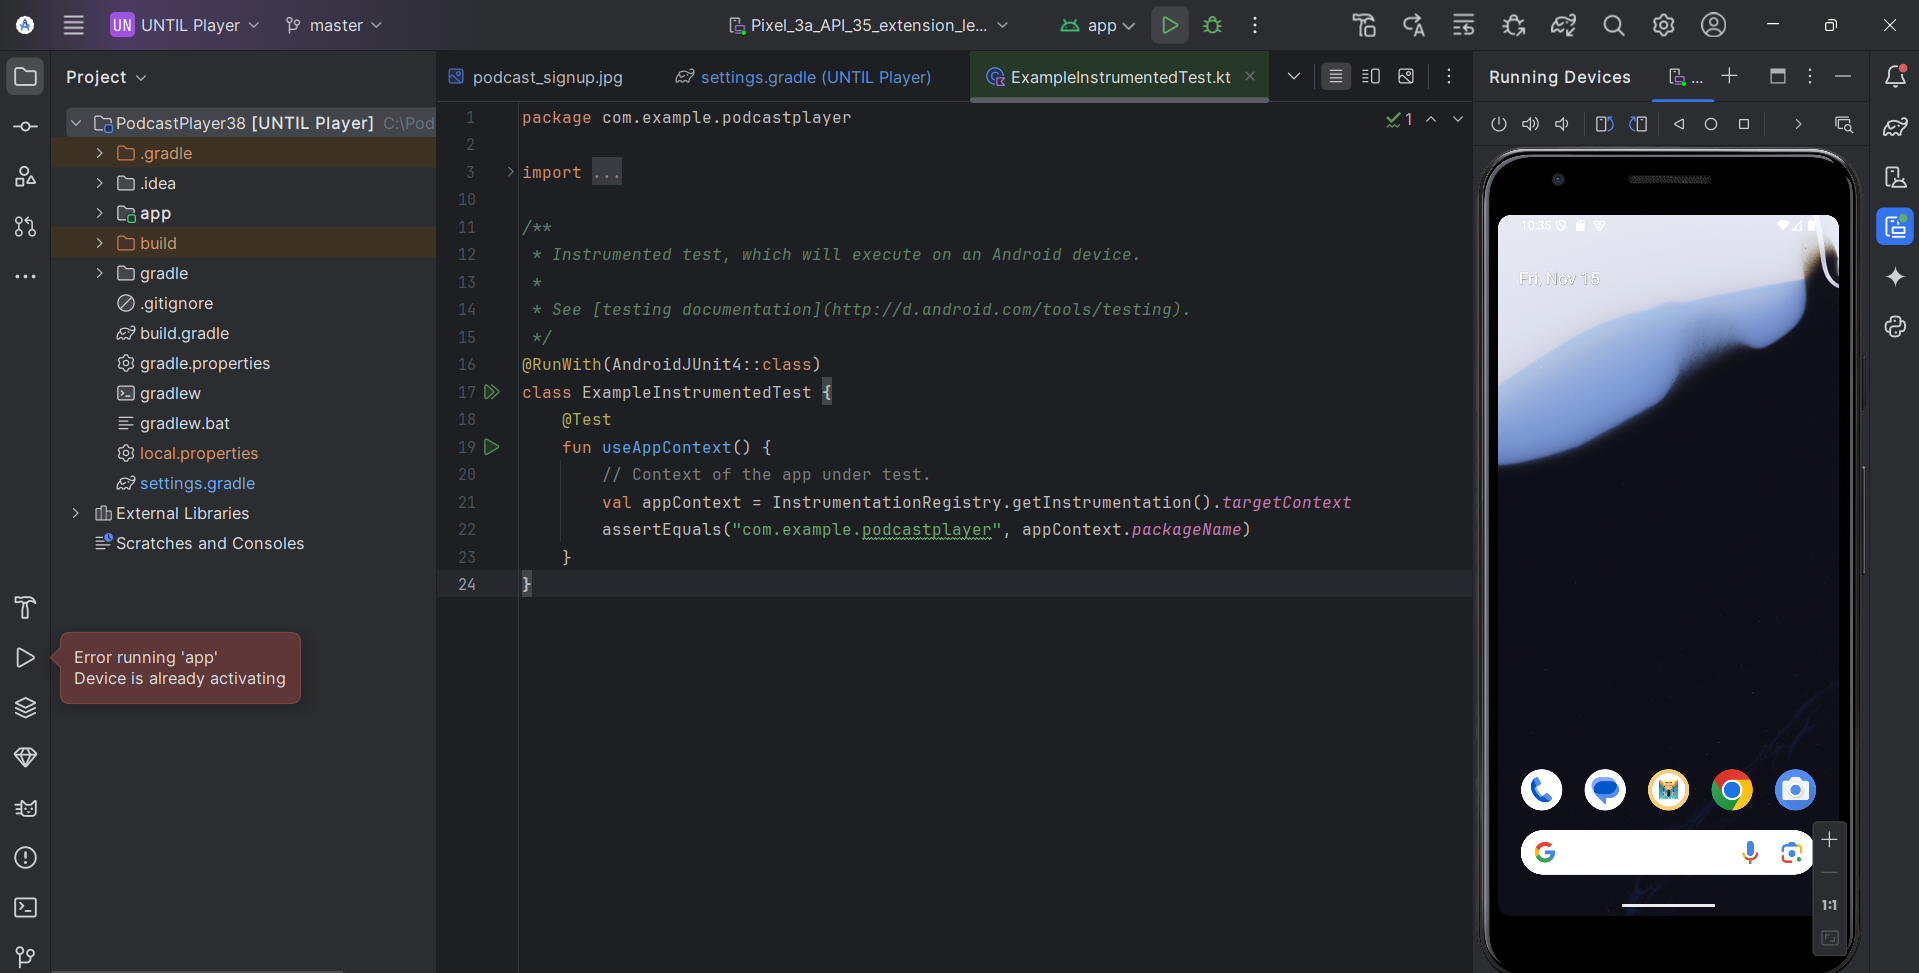 UN UNTIL Player master Pixel_3a_API_35_extension_le... app
Project
podcast_signup.jpg settings.gradle (UNTIL Player) ExampleInstrumentedTest.kt
Running Devices ...
PodcastPlayer38 [UNTIL Player] C:\Pod
.gradle
.idea
app
build
gradle
.gitignore
build.gradle
gradle.properties
gradlew
gradlew.bat
local.properties
settings.gradle
External Libraries
Scratches and Consoles
Error running 'app'
Device is already activating
1 package com.example.podcastplayer
1
2
3 import ...
10
11 /**
12 * Instrumented test, which will execute on an Android device.
13 *
14 * See [testing documentation](http://d.android.com/tools/testing).
15 */
16 @RunWith(AndroidJUnit4::class)
17 class ExampleInstrumentedTest {
18 @Test
19 fun useAppContext() {
20 // Context of the app under test.
21 val appContext = InstrumentationRegistry.getInstrumentation().targetContext
22 assertEquals("com.example.podcastplayer", appContext.packageName)
23 }
24 }
10:35
Fri, Nov 15
1:1